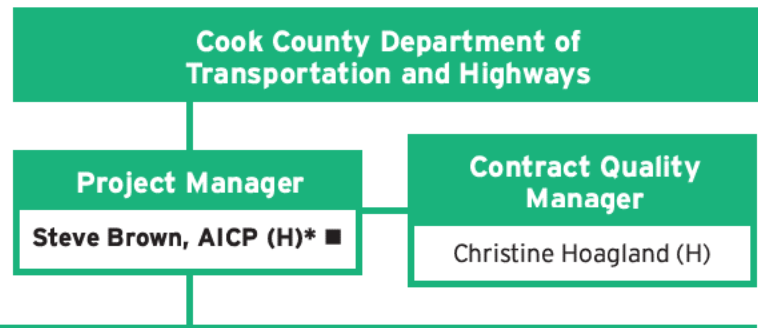 Cook County Department of
Transportation and Highways
Project Manager
Steve Brown, AICP (H)* ■
Contract Quality
Manager
Christine Hoagland (H)